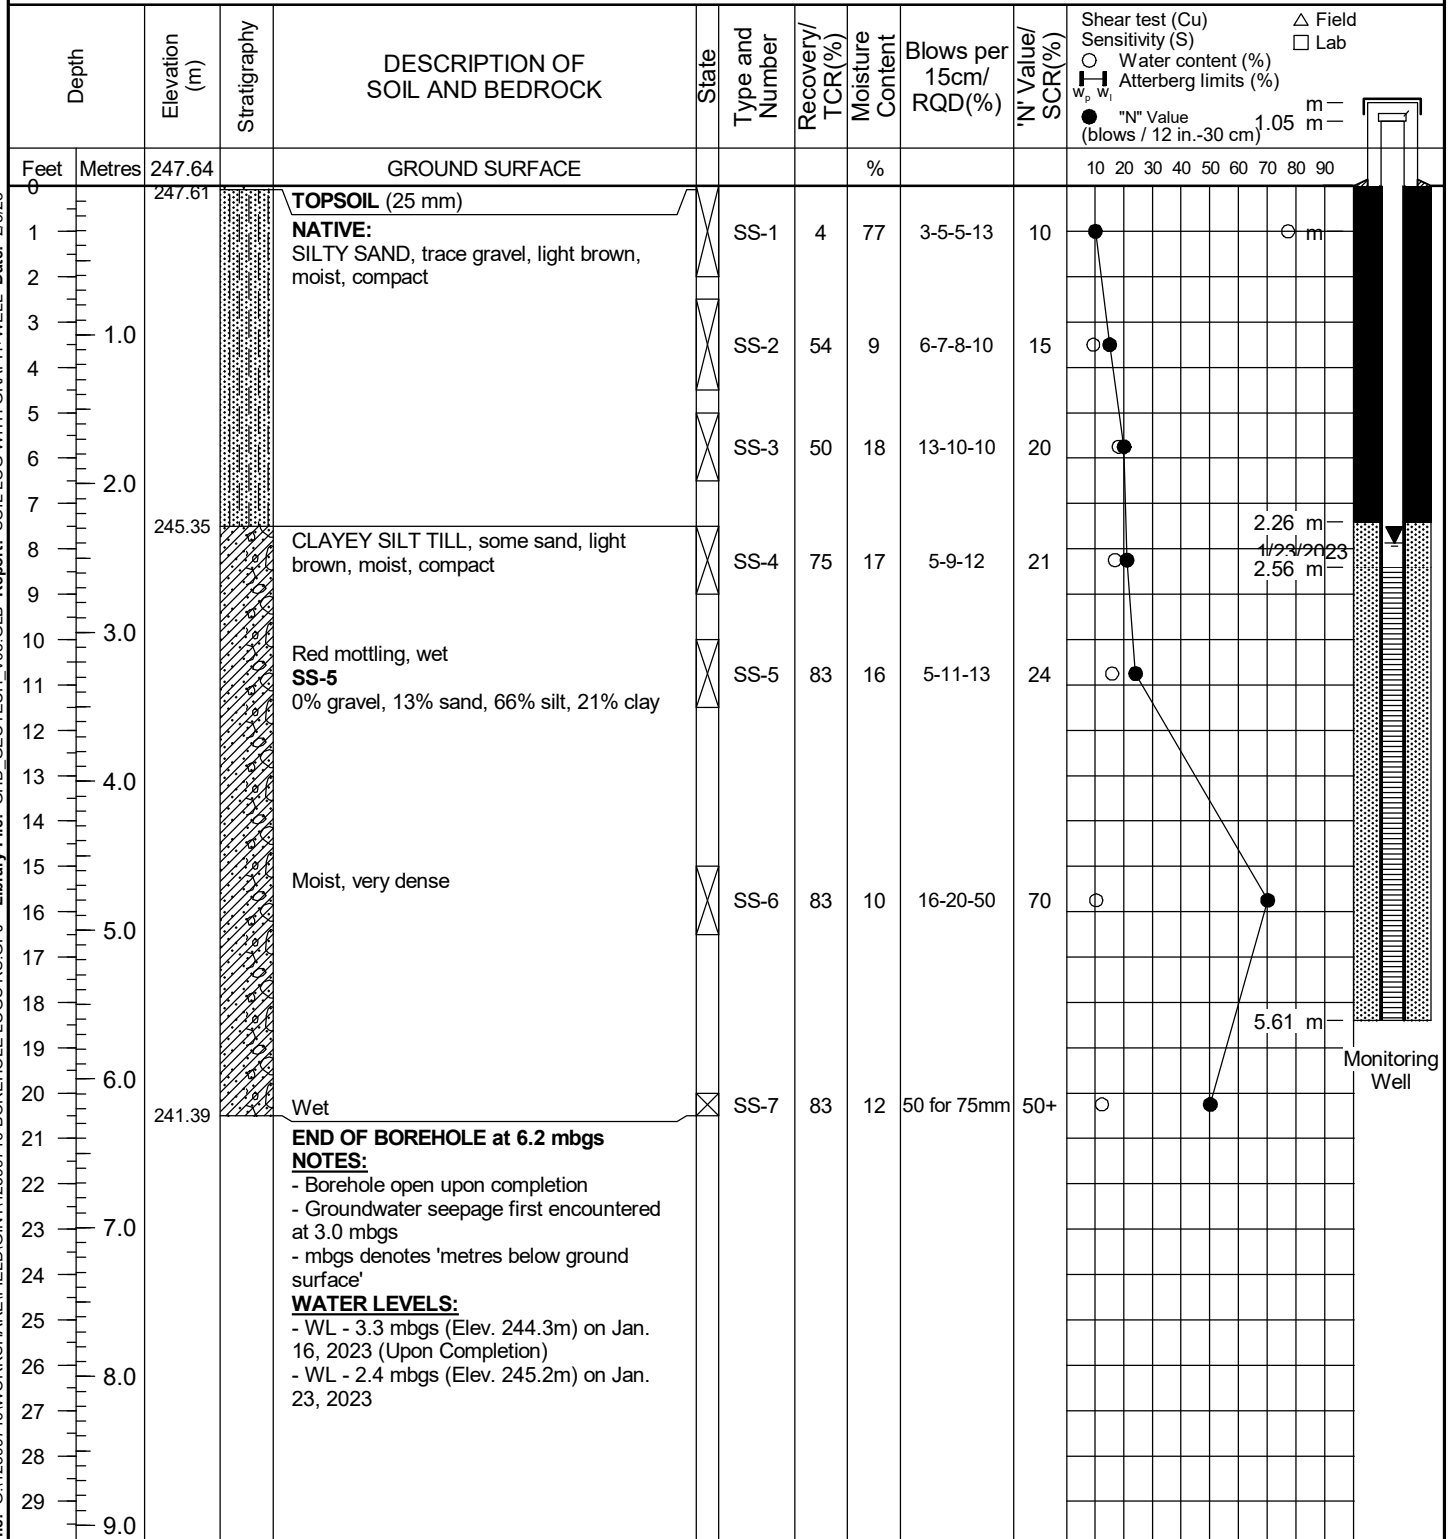 Depth
Elevation
(m)
Stratigraphy
DESCRIPTION OF
SOIL AND BEDROCK
State
Type and
Number
Recovery/
TCR(%)
Moisture
Content
Blows per
15cm/
RQD(%)
'N' Value/
SCR(%)
Shear test (Cu)
Sensitivity (S)
△ Field
□ Lab
○ Water content (%)
Atterberg limits (%)
Wp Wl
● "N" Value
(blows / 12 in.-30 cm)
m
1.05 m
Feet Metres 247.64 GROUND SURFACE % 10 20 30 40 50 60 70 80 90
0
247.61
TOPSOIL (25 mm)
NATIVE:
SILTY SAND, trace gravel, light brown,
moist, compact
1 SS-1 4 77 3-5-5-13 10 m
2
3
1.0
SS-2 54 9 6-7-8-10 15
4
5
6 SS-3 50 18 13-10-10 20
2.0
7
245.35
2.26 m
CLAYEY SILT TILL, some sand, light
brown, moist, compact
8 SS-4 75 17 5-9-12 21
1/23/2023
2.56 m
9
10
3.0
Red mottling, wet
SS-5
0% gravel, 13% sand, 66% silt, 21% clay
11 SS-5 83 16 5-11-13 24
12
13
4.0
14
15
Moist, very dense
16 SS-6 83 10 16-20-50 70
5.0
17
18
5.61 m
19
Monitoring
Well
6.0
20
Wet SS-7 83 12 50 for 75mm 50+
241.39
21
END OF BOREHOLE at 6.2 mbgs
NOTES:
- Borehole open upon completion
- Groundwater seepage first encountered
at 3.0 mbgs
- mbgs denotes 'metres below ground
surface'
WATER LEVELS:
- WL - 3.3 mbgs (Elev. 244.3m) on Jan.
16, 2023 (Upon Completion)
- WL - 2.4 mbgs (Elev. 245.2m) on Jan.
23, 2023
22
23
7.0
24
25
26
8.0
27
28
29
9.0